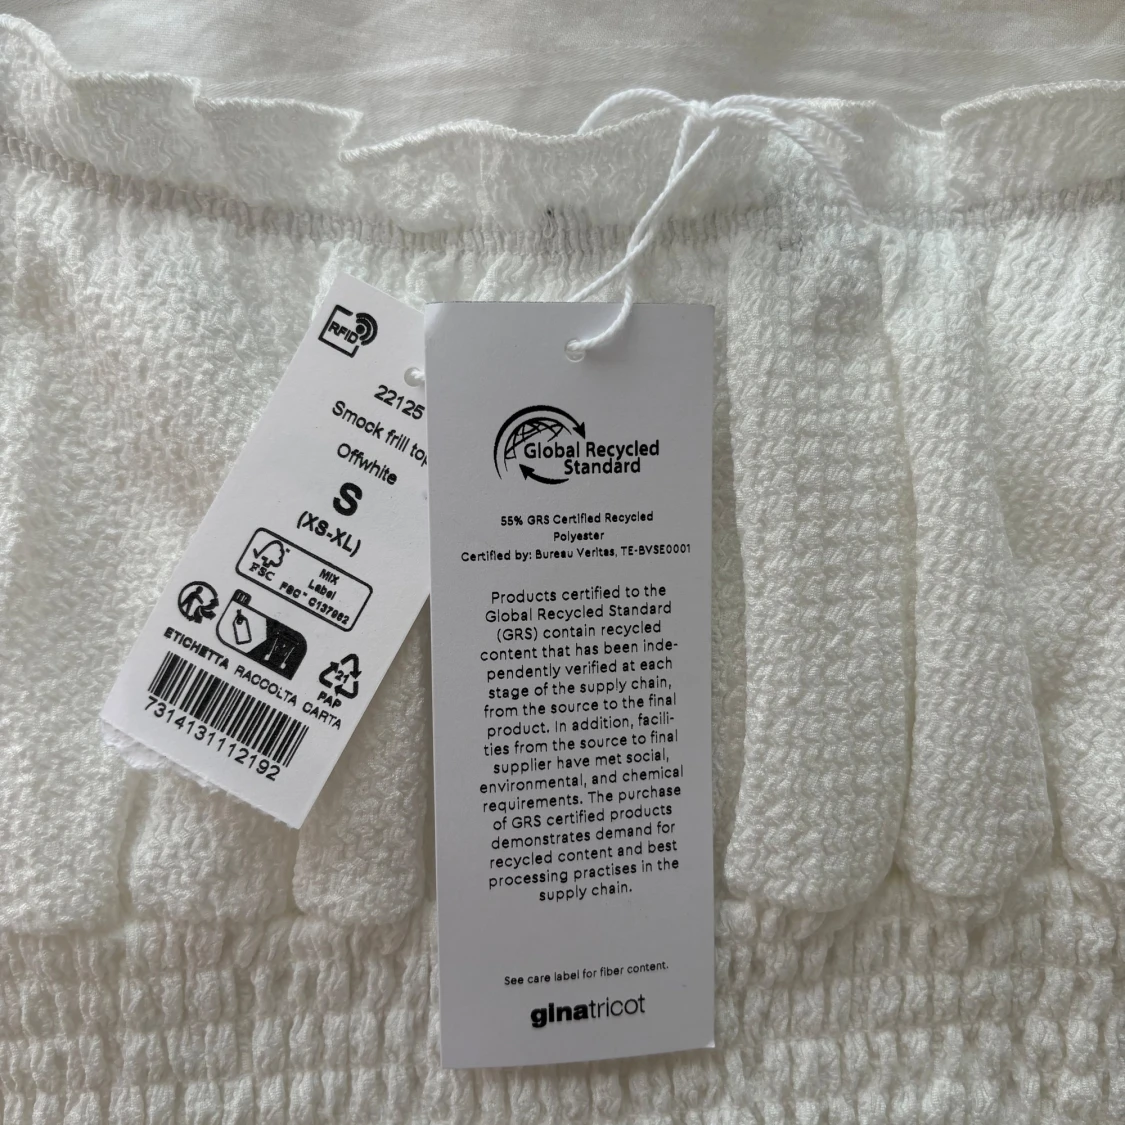 RFID
22125
Smock frill top
Offwhite
S
(XS-XL)
FSC
MIX
Label
FSC™ C137962
ETICHETTA RACCOLTA CARTA
21
PAP
7314131112192
Global Recycled
Standard
55% GRS Certified Recycled
Polyester
Certified by: Bureau Veritas, TE-BVSE0001
Products certified to the
Global Recycled Standard
(GRS) contain recycled
content that has been inde-
pendently verified at each
stage of the supply chain,
from the source to the final
product. In addition, facili-
ties from the source to final
supplier have met social,
environmental, and chemical
requirements. The purchase
of GRS certified products
demonstrates demand for
recycled content and best
processing practises in the
supply chain.
See care label for fiber content.
ginatricot